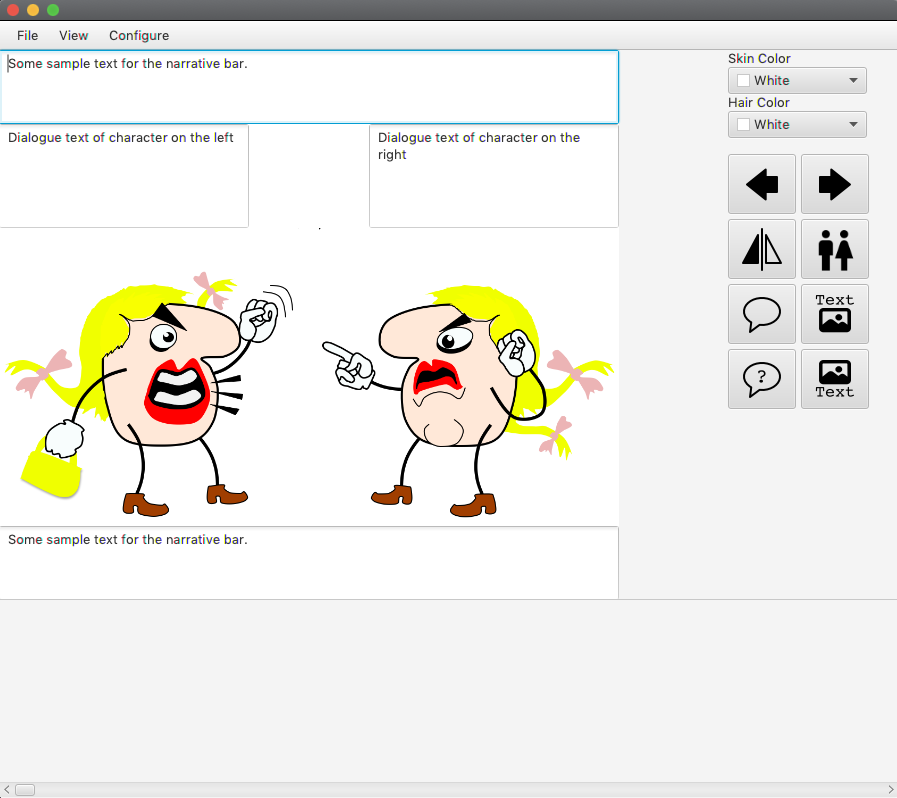 File View Configure
Some sample text for the narrative bar.
Dialogue text of character on the left
Dialogue text of character on the
right
Some sample text for the narrative bar.
Skin Color
White
Hair Color
White
Text
?
Text